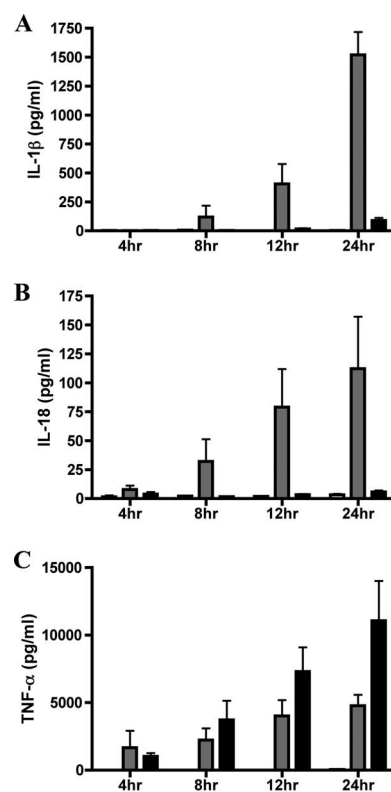 A
IL-1β (pg/ml)
1750
1500
1250
1000
750
500
250
0
4hr 8hr 12hr 24hr
B
IL-18 (pg/ml)
175
150
125
100
75
50
25
0
4hr 8hr 12hr 24hr
C
TNF-α (pg/ml)
15000
10000
5000
0
4hr 8hr 12hr 24hr